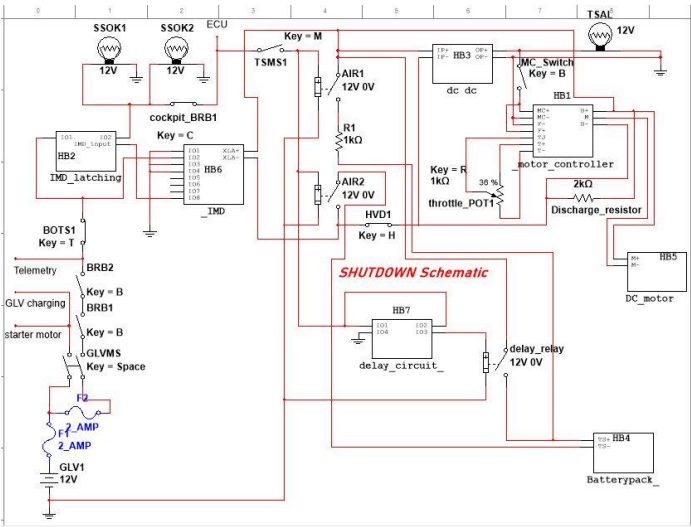 0 1 2 3 4 5 6 7 8
SSOK1
12V
SSOK2
12V
ECU
Key = M
TSMS1
TSAL
12V
cockpit_BRB1
Key = C
IO1 IO2
IMD_input
HB2
IMD_latching
IO1
IO2
IO3
IO4
IO5
IO6
IO7
IO8
XLA+
XLA-
HB6
_IMD
AIR1
12V 0V
R1
1kΩ
AIR2
12V 0V
HVD1
Key = H
IP+ OP+
IP- OP-
HB3
dc dc
MC_Switch
Key = B
HB1
MC+
MC-
F-
F+
TJ
T+
T-
B+
M
B-
_motor_controller
Key = R
1kΩ
36 %
throttle_POT1
2kΩ
Discharge_resistor
M+
M-
HB5
DC_motor
BOTS1
Key = T
Telemetry
BRB2
Key = B
GLV charging
BRB1
Key = B
starter motor
GLVMS
Key = Space
F2
2_AMP
F1
2_AMP
GLV1
12V
SHUTDOWN Schematic
HB7
IO1 IO2
IO4 IO3
delay_circuit_
delay_relay
12V 0V
TS+
TS-
HB4
Batterypack_